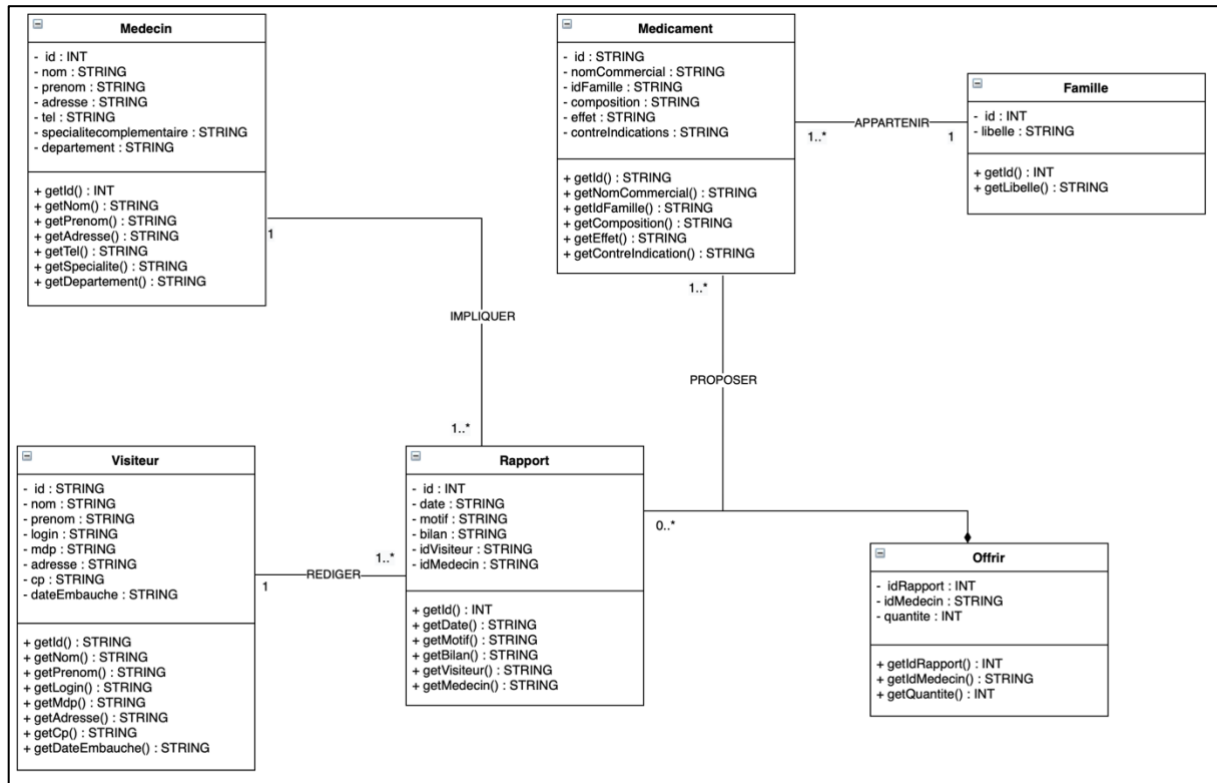 Medecin
- id : INT
- nom : STRING
- prenom : STRING
- adresse : STRING
- tel : STRING
- specialitecomplementaire : STRING
- departement : STRING
+ getId() : INT
+ getNom() : STRING
+ getPrenom() : STRING
+ getAdresse() : STRING
+ getTel() : STRING
+ getSpecialite() : STRING
+ getDepartement() : STRING
1
IMPLIQUER
1..*
Medicament
- id : STRING
- nomCommercial : STRING
- idFamille : STRING
- composition : STRING
- effet : STRING
- contreIndications : STRING
+ getId() : STRING
+ getNomCommercial() : STRING
+ getIdFamille() : STRING
+ getComposition() : STRING
+ getEffet() : STRING
+ getContreIndication() : STRING
1..*
APPARTENIR
1
Famille
- id : INT
- libelle : STRING
+ getId() : INT
+ getLibelle() : STRING
1..*
PROPOSER
Visiteur
- id : STRING
- nom : STRING
- prenom : STRING
- login : STRING
- mdp : STRING
- adresse : STRING
- cp : STRING
- dateEmbauche : STRING
+ getId() : STRING
+ getNom() : STRING
+ getPrenom() : STRING
+ getLogin() : STRING
+ getMdp() : STRING
+ getAdresse() : STRING
+ getCp() : STRING
+ getDateEmbauche() : STRING
1
REDIGER
1..*
Rapport
- id : INT
- date : STRING
- motif : STRING
- bilan : STRING
- idVisiteur : STRING
- idMedecin : STRING
+ getId() : INT
+ getDate() : STRING
+ getMotif() : STRING
+ getBilan() : STRING
+ getVisiteur() : STRING
+ getMedecin() : STRING
0..*
Offrir
- idRapport : INT
- idMedecin : STRING
- quantite : INT
+ getIdRapport() : INT
+ getIdMedecin() : STRING
+ getQuantite() : INT